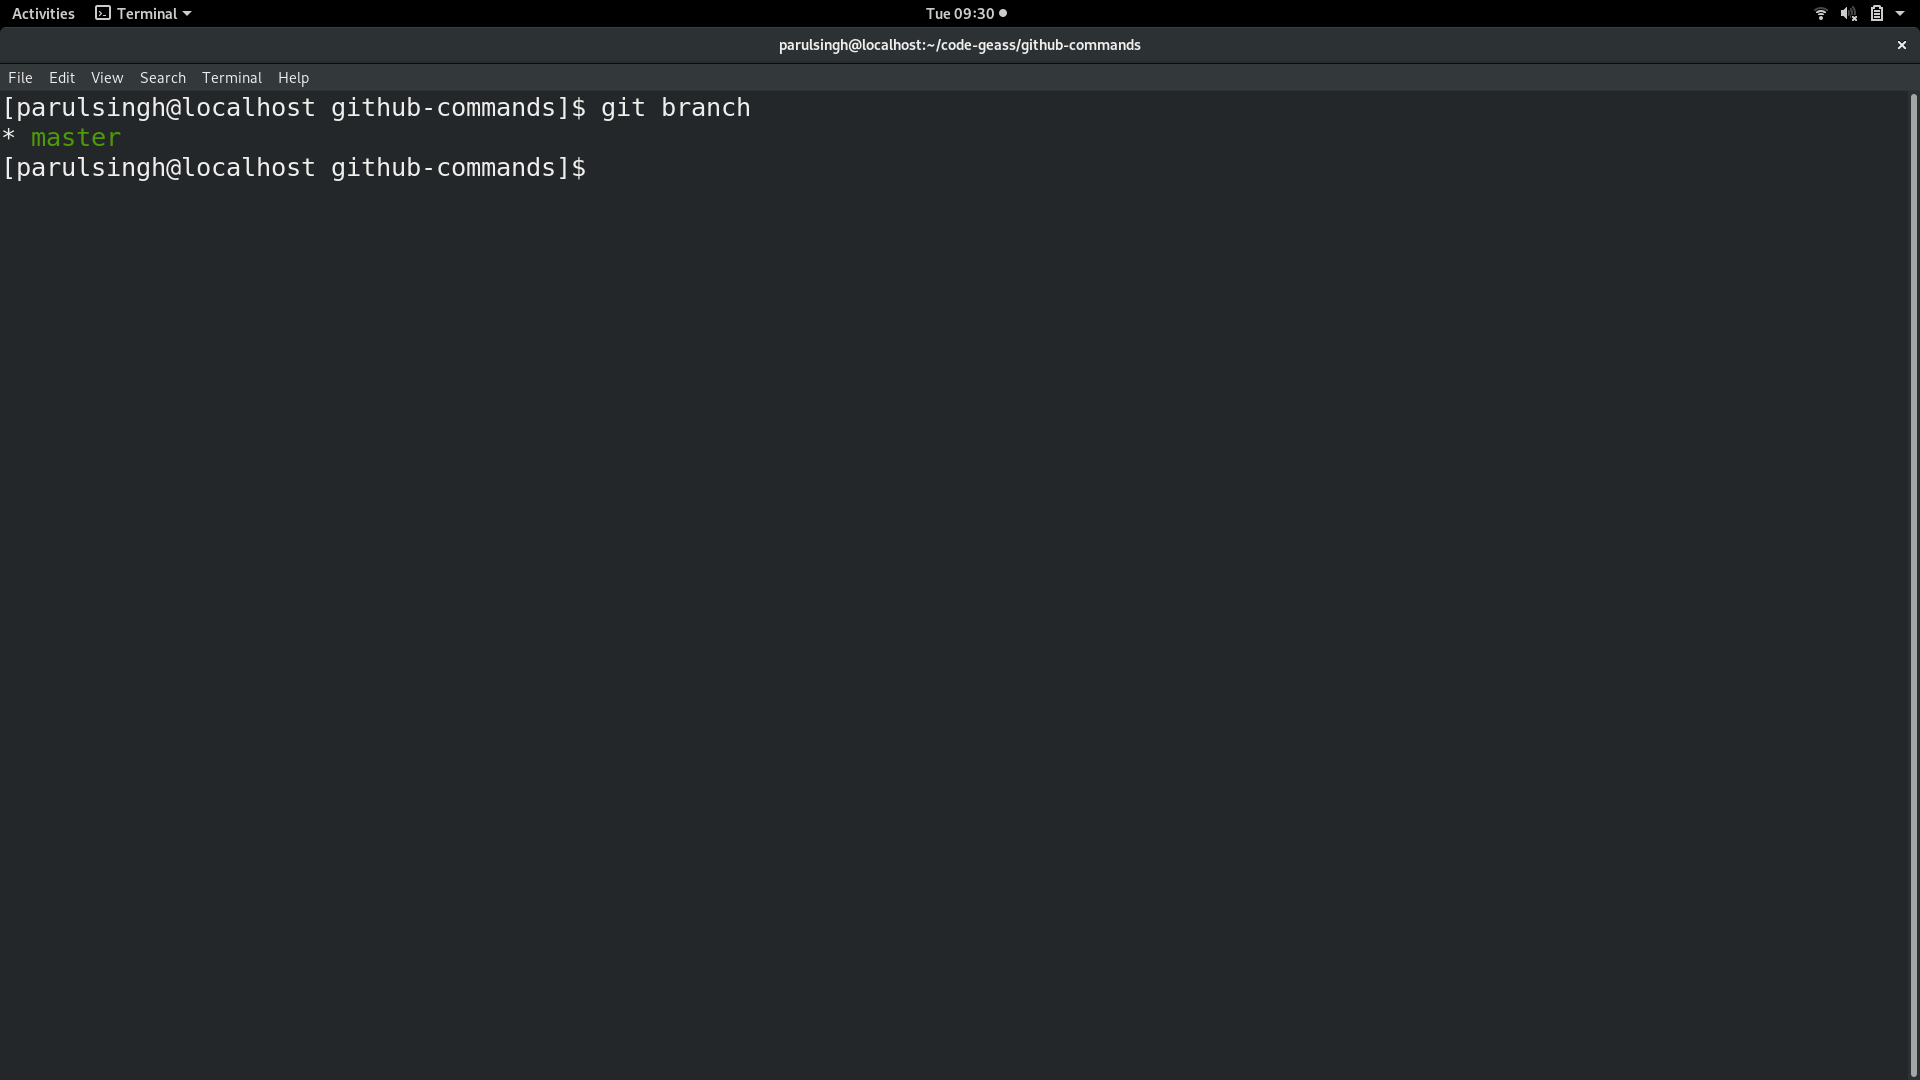 Activities Terminal Tue 09:30
parulsingh@localhost:~/code-geass/github-commands
File Edit View Search Terminal Help
[parulsingh@localhost github-commands]$ git branch
* master
[parulsingh@localhost github-commands]$